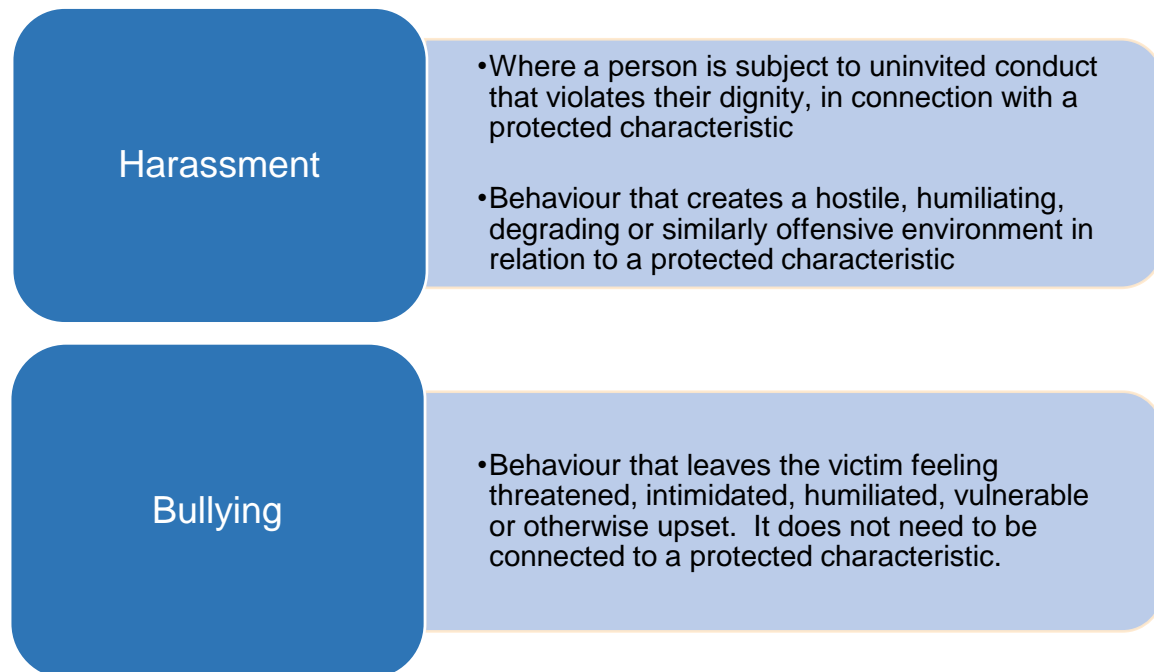 Harassment
•Where a person is subject to uninvited conduct
that violates their dignity, in connection with a
protected characteristic
•Behaviour that creates a hostile, humiliating,
degrading or similarly offensive environment in
relation to a protected characteristic
Bullying
•Behaviour that leaves the victim feeling
threatened, intimidated, humiliated, vulnerable
or otherwise upset.  It does not need to be
connected to a protected characteristic.